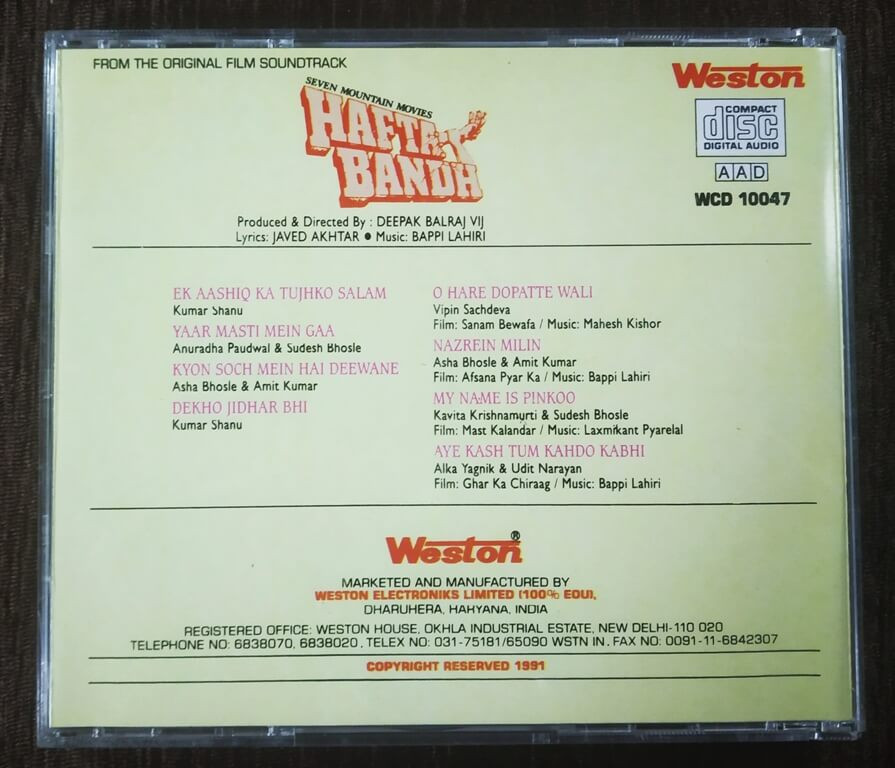 FROM THE ORIGINAL FILM SOUNDTRACK
SEVEN MOUNTAIN MOVIES
HAFTA
BANDH
Produced & Directed By : DEEPAK BALRAJ VIJ
Lyrics: JAVED AKHTAR ● Music: BAPPI LAHIRI
Weston
COMPACT
disc
DIGITAL AUDIO
AAD
WCD 10047
EK AASHIQ KA TUJHKO SALAM
Kumar Shanu
YAAR MASTI MEIN GAA
Anuradha Paudwal & Sudesh Bhosle
KYON SOCH MEIN HAI DEEWANE
Asha Bhosle & Amit Kumar
DEKHO JIDHAR BHI
Kumar Shanu
O HARE DOPATTE WALI
Vipin Sachdeva
Film: Sanam Bewafa / Music: Mahesh Kishor
NAZREIN MILIN
Asha Bhosle & Amit Kumar
Film: Afsana Pyar Ka / Music: Bappi Lahiri
MY NAME IS PINKOO
Kavita Krishnamurti & Sudesh Bhosle
Film: Mast Kalandar / Music: Laxmikant Pyarelal
AYE KASH TUM KAHDO KABHI
Alka Yagnik & Udit Narayan
Film: Ghar Ka Chiraag / Music: Bappi Lahiri
Weston®
MARKETED AND MANUFACTURED BY
WESTON ELECTRONIKS LIMITED (100% EOU),
DHARUHERA, HARYANA, INDIA
REGISTERED OFFICE: WESTON HOUSE, OKHLA INDUSTRIAL ESTATE, NEW DELHI-110 020
TELEPHONE NO: 6838070, 6838020, TELEX NO: 031-75181/65090 WSTN IN, FAX NO: 0091-11-6842307
COPYRIGHT RESERVED 1991